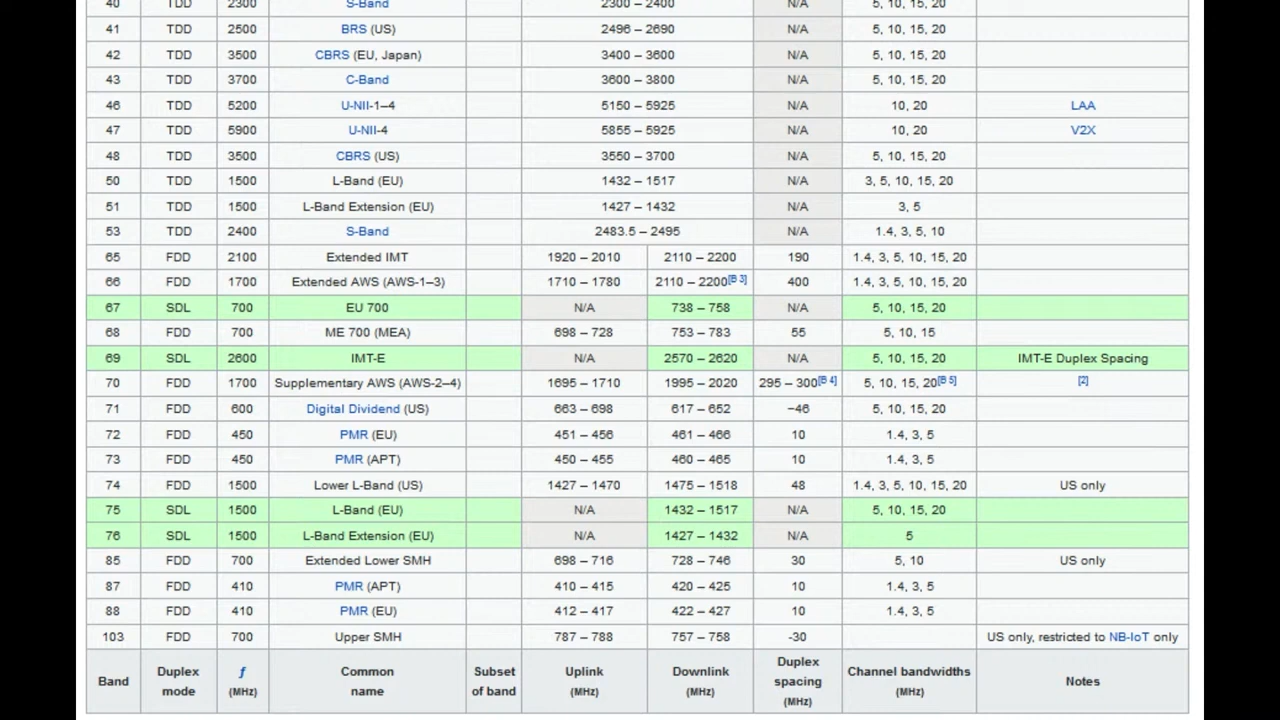 40 TDD 2300 S-Band 2300 – 2400 N/A 5, 10, 15, 20
41 TDD 2500 BRS (US) 2496 – 2690 N/A 5, 10, 15, 20
42 TDD 3500 CBRS (EU, Japan) 3400 – 3600 N/A 5, 10, 15, 20
43 TDD 3700 C-Band 3600 – 3800 N/A 5, 10, 15, 20
46 TDD 5200 U-NII-1–4 5150 – 5925 N/A 10, 20 LAA
47 TDD 5900 U-NII-4 5855 – 5925 N/A 10, 20 V2X
48 TDD 3500 CBRS (US) 3550 – 3700 N/A 5, 10, 15, 20
50 TDD 1500 L-Band (EU) 1432 – 1517 N/A 3, 5, 10, 15, 20
51 TDD 1500 L-Band Extension (EU) 1427 – 1432 N/A 3, 5
53 TDD 2400 S-Band 2483.5 – 2495 N/A 1.4, 3, 5, 10
65 FDD 2100 Extended IMT 1920 – 2010 2110 – 2200 190 1.4, 3, 5, 10, 15, 20
66 FDD 1700 Extended AWS (AWS-1–3) 1710 – 1780 2110 – 2200[B 3] 400 1.4, 3, 5, 10, 15, 20
67 SDL 700 EU 700 N/A 738 – 758 N/A 5, 10, 15, 20
68 FDD 700 ME 700 (MEA) 698 – 728 753 – 783 55 5, 10, 15
69 SDL 2600 IMT-E N/A 2570 – 2620 N/A 5, 10, 15, 20 IMT-E Duplex Spacing
70 FDD 1700 Supplementary AWS (AWS-2–4) 1695 – 1710 1995 – 2020 295 – 300[B 4] 5, 10, 15, 20[B 5] [2]
71 FDD 600 Digital Dividend (US) 663 – 698 617 – 652 −46 5, 10, 15, 20
72 FDD 450 PMR (EU) 451 – 456 461 – 466 10 1.4, 3, 5
73 FDD 450 PMR (APT) 450 – 455 460 – 465 10 1.4, 3, 5
74 FDD 1500 Lower L-Band (US) 1427 – 1470 1475 – 1518 48 1.4, 3, 5, 10, 15, 20 US only
75 SDL 1500 L-Band (EU) N/A 1432 – 1517 N/A 5, 10, 15, 20
76 SDL 1500 L-Band Extension (EU) N/A 1427 – 1432 N/A 5
85 FDD 700 Extended Lower SMH 698 – 716 728 – 746 30 5, 10 US only
87 FDD 410 PMR (APT) 410 – 415 420 – 425 10 1.4, 3, 5
88 FDD 410 PMR (EU) 412 – 417 422 – 427 10 1.4, 3, 5
103 FDD 700 Upper SMH 787 – 788 757 – 758 -30 US only, restricted to NB-IoT only
Band
Duplex
mode
ƒ
(MHz)
Common
name
Subset
of band
Uplink
(MHz)
Downlink
(MHz)
Duplex
spacing
(MHz)
Channel bandwidths
(MHz)
Notes